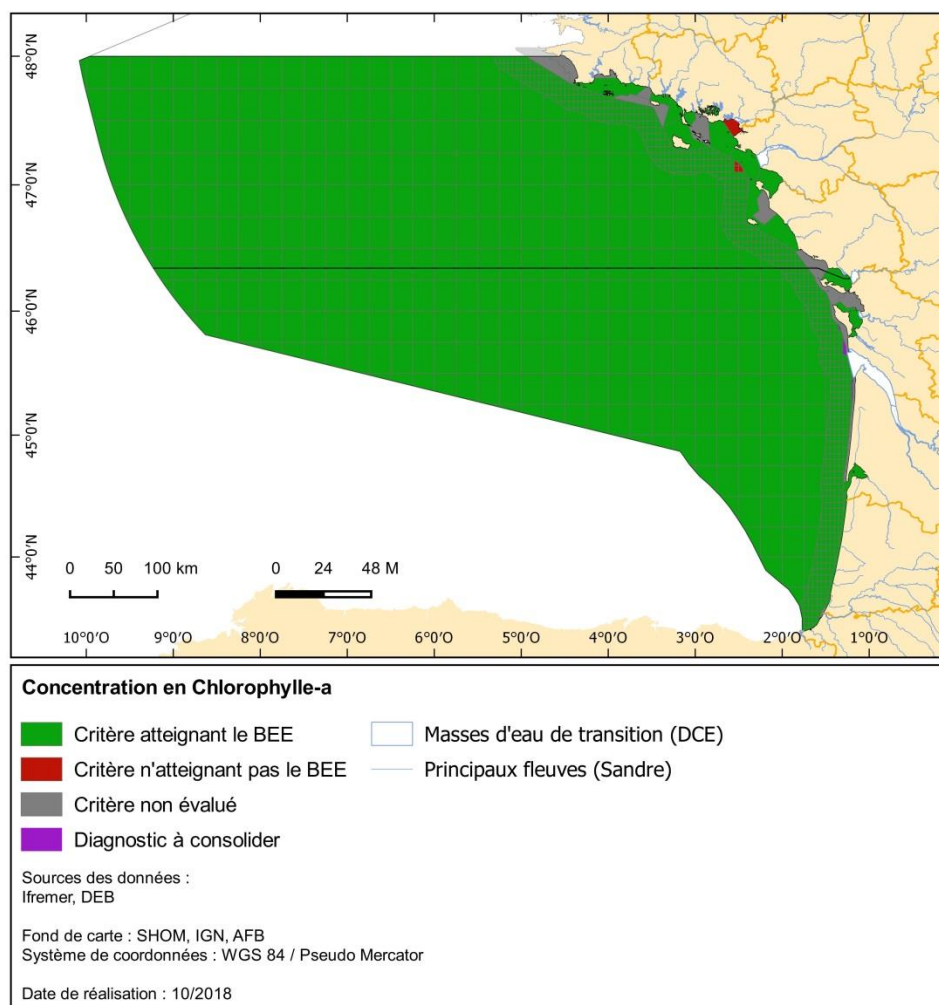 48°0'N
47°0'N
46°0'N
45°0'N
44°0'N
0 50 100 km
0 24 48 M
10°0'O 9°0'O 8°0'O 7°0'O 6°0'O 5°0'O 4°0'O 3°0'O 2°0'O 1°0'O
Concentration en Chlorophylle-a
Critère atteignant le BEE
Masses d'eau de transition (DCE)
Critère n'atteignant pas le BEE
Principaux fleuves (Sandre)
Critère non évalué
Diagnostic à consolider
Sources des données :
Ifremer, DEB
Fond de carte : SHOM, IGN, AFB
Système de coordonnées : WGS 84 / Pseudo Mercator
Date de réalisation : 10/2018